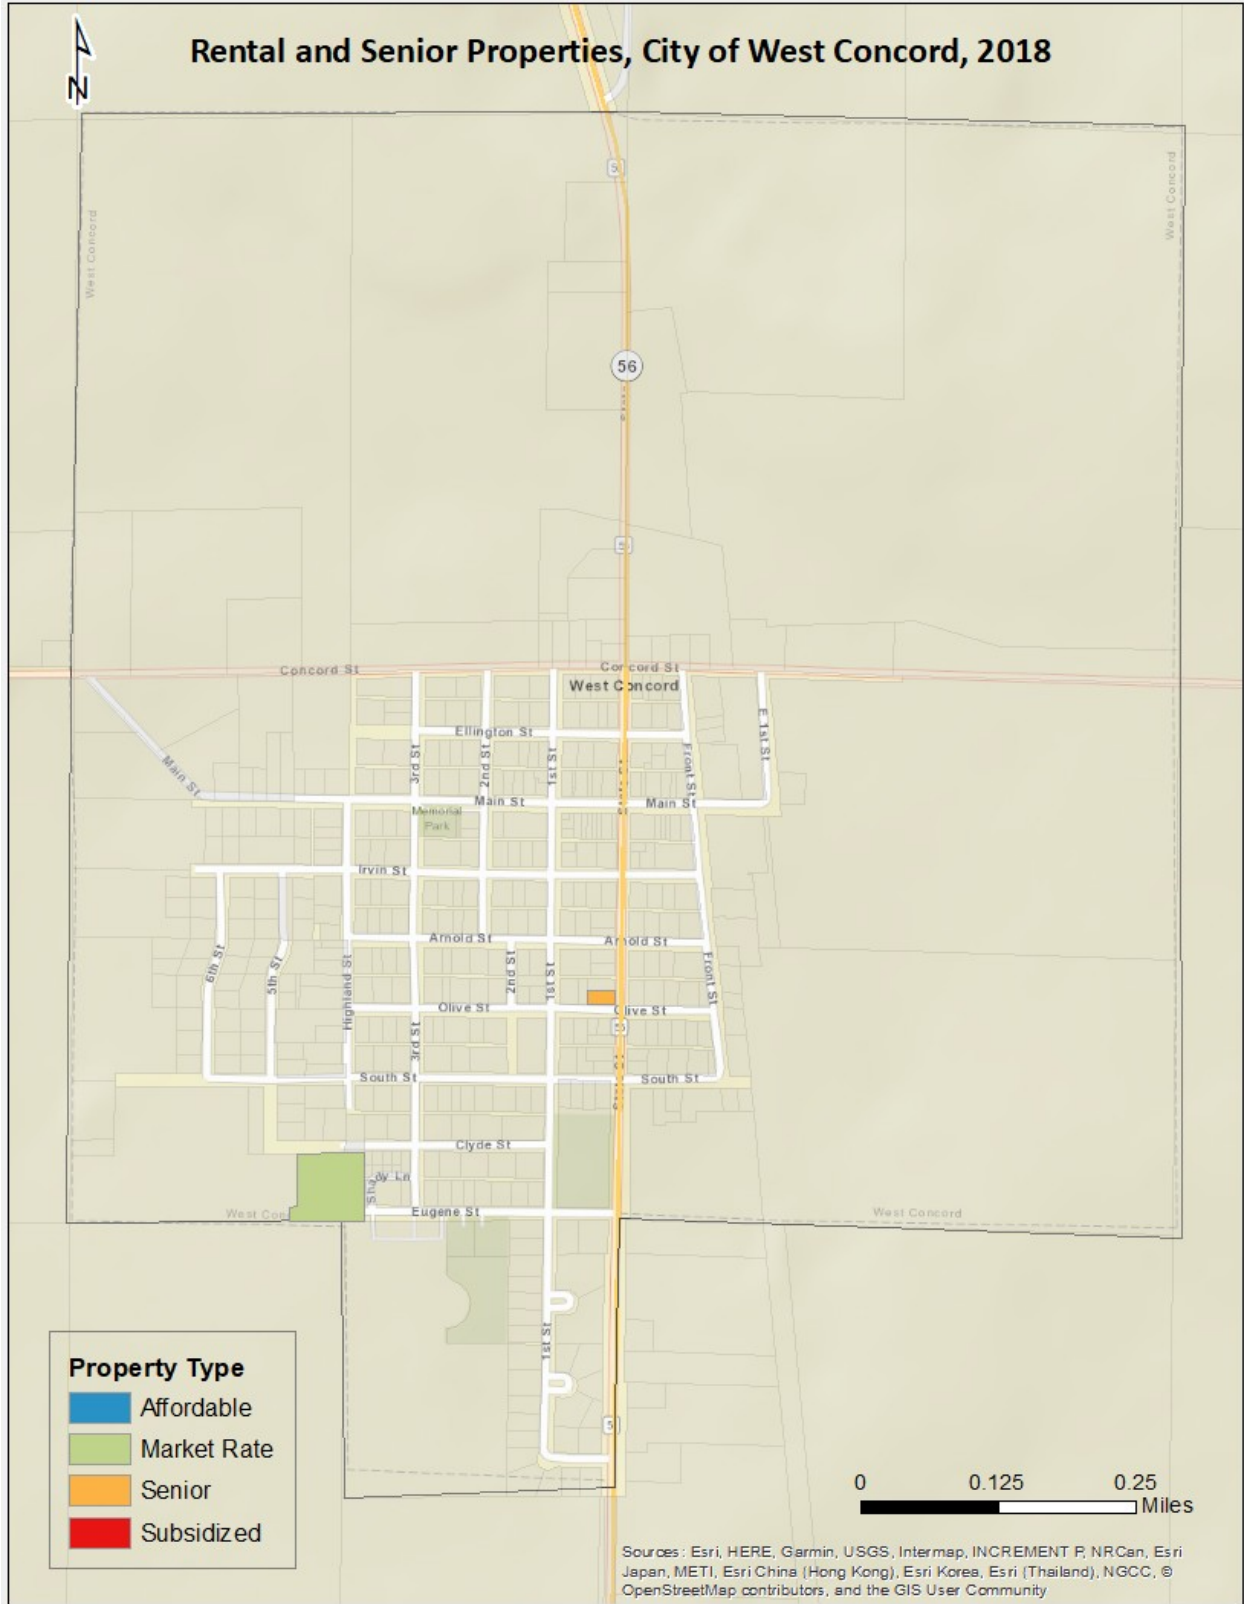 Rental and Senior Properties, City of West Concord, 2018
N
West Concord
West Concord
56
Concord St
Concord St
West Concord
Ellington St
E 1st St
3rd St
2nd St
1st St
Front St
Main St
Main St
Main St
Memorial
Park
Irvin St
Arnold St
Arnold St
6th St
5th St
Highland St
2nd St
1st St
Front St
Olive St
Olive St
3rd St
South St
South St
Clyde St
Eugene St
West Concord
1st St
Property Type
Affordable
Market Rate
Senior
Subsidized
0 0.125 0.25
Miles
Sources: Esri, HERE, Garmin, USGS, Intermap, INCREMENT P, NRCan, Esri
Japan, METI, Esri China (Hong Kong), Esri Korea, Esri (Thailand), NGCC, ©
OpenStreetMap contributors, and the GIS User Community